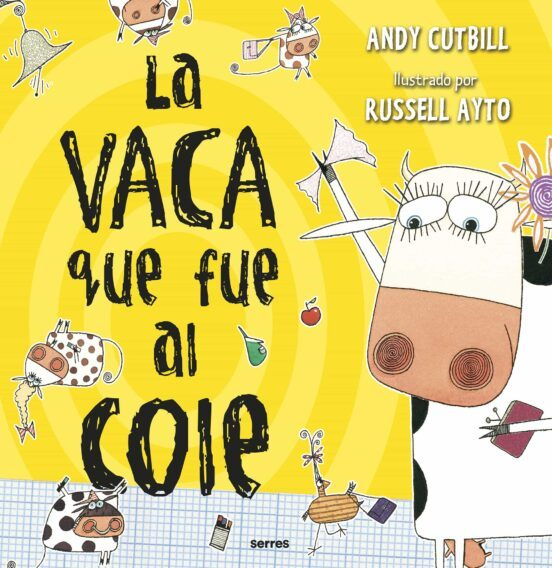 ANDY CUTBILL
Ilustrado por
RUSSELL AYTO
La
VACA
que fue
al
cole
serres